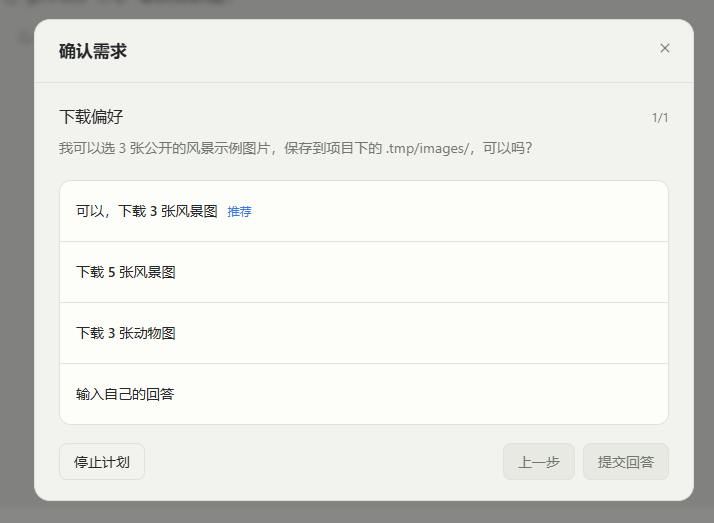 确认需求
×
下载偏好
1/1
我可以选 3 张公开的风景示例图片，保存到项目下的 .tmp/images/，可以吗？
可以，下载 3 张风景图 推荐
下载 5 张风景图
下载 3 张动物图
输入自己的回答
停止计划
上一步
提交回答